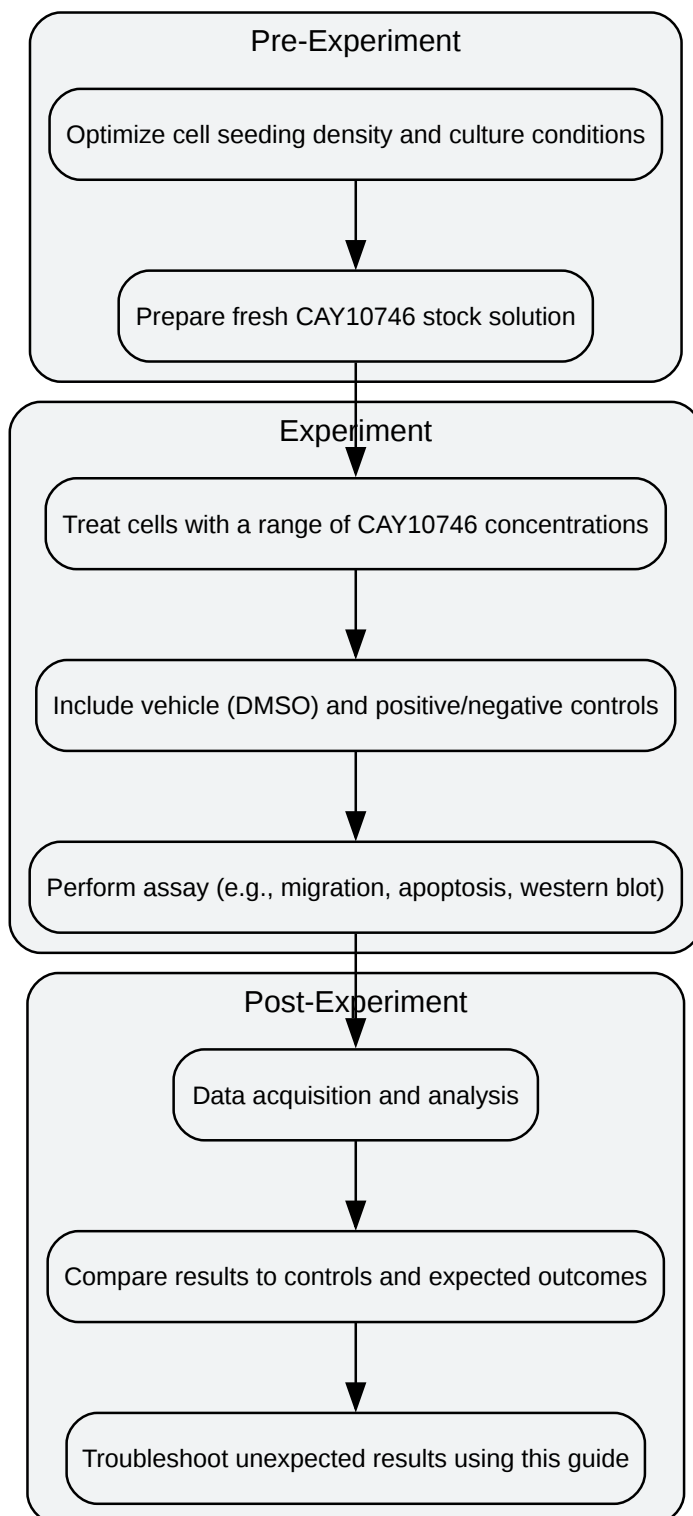 Pre-Experiment
Optimize cell seeding density and culture conditions
Prepare fresh CAY10746 stock solution
Experiment
Treat cells with a range of CAY10746 concentrations
Include vehicle (DMSO) and positive/negative controls
Perform assay (e.g., migration, apoptosis, western blot)
Post-Experiment
Data acquisition and analysis
Compare results to controls and expected outcomes
Troubleshoot unexpected results using this guide